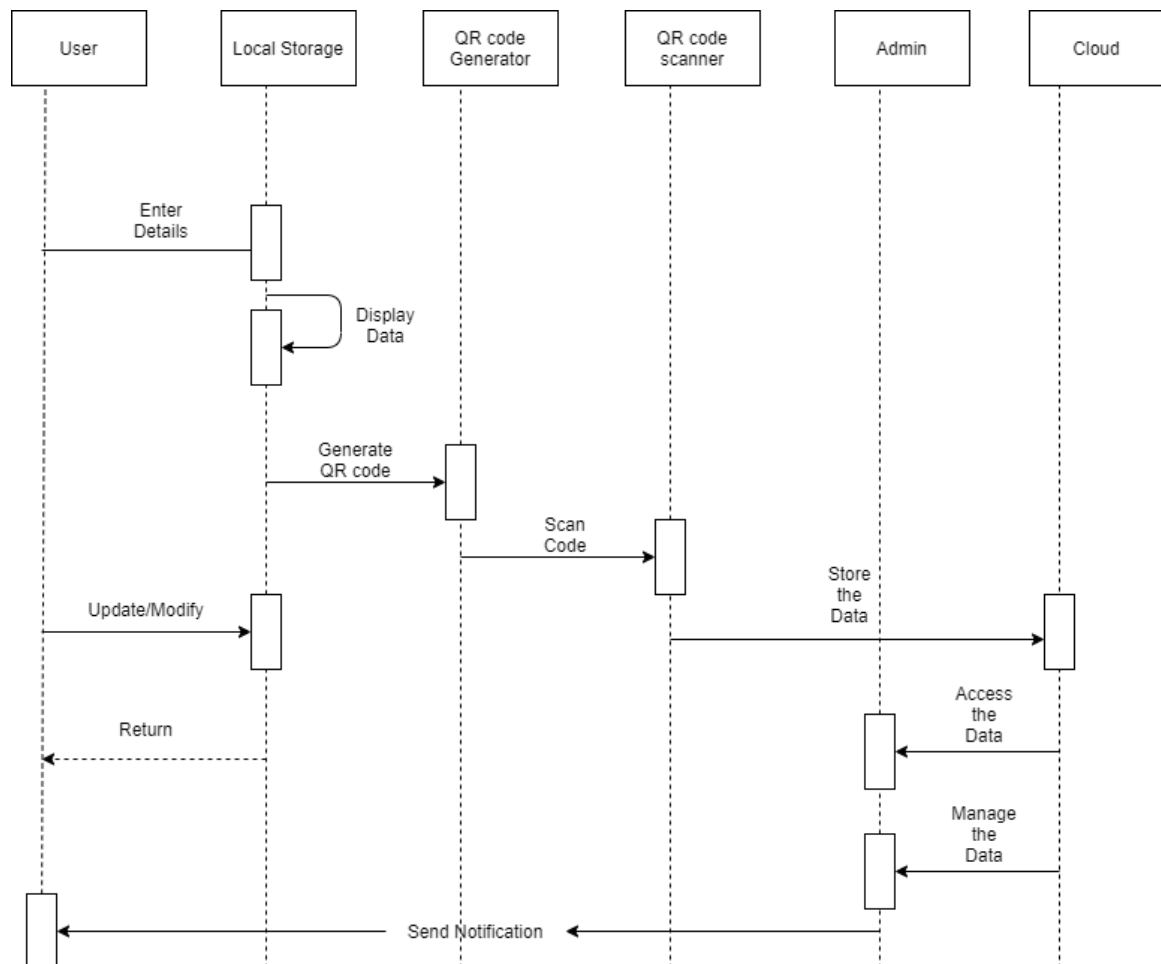 User
Local Storage
QR code
Generator
QR code
scanner
Admin
Cloud
Enter
Details
Display
Data
Generate
QR code
Scan
Code
Store
the
Data
Update/Modify
Access
the
Data
Return
Manage
the
Data
Send Notification